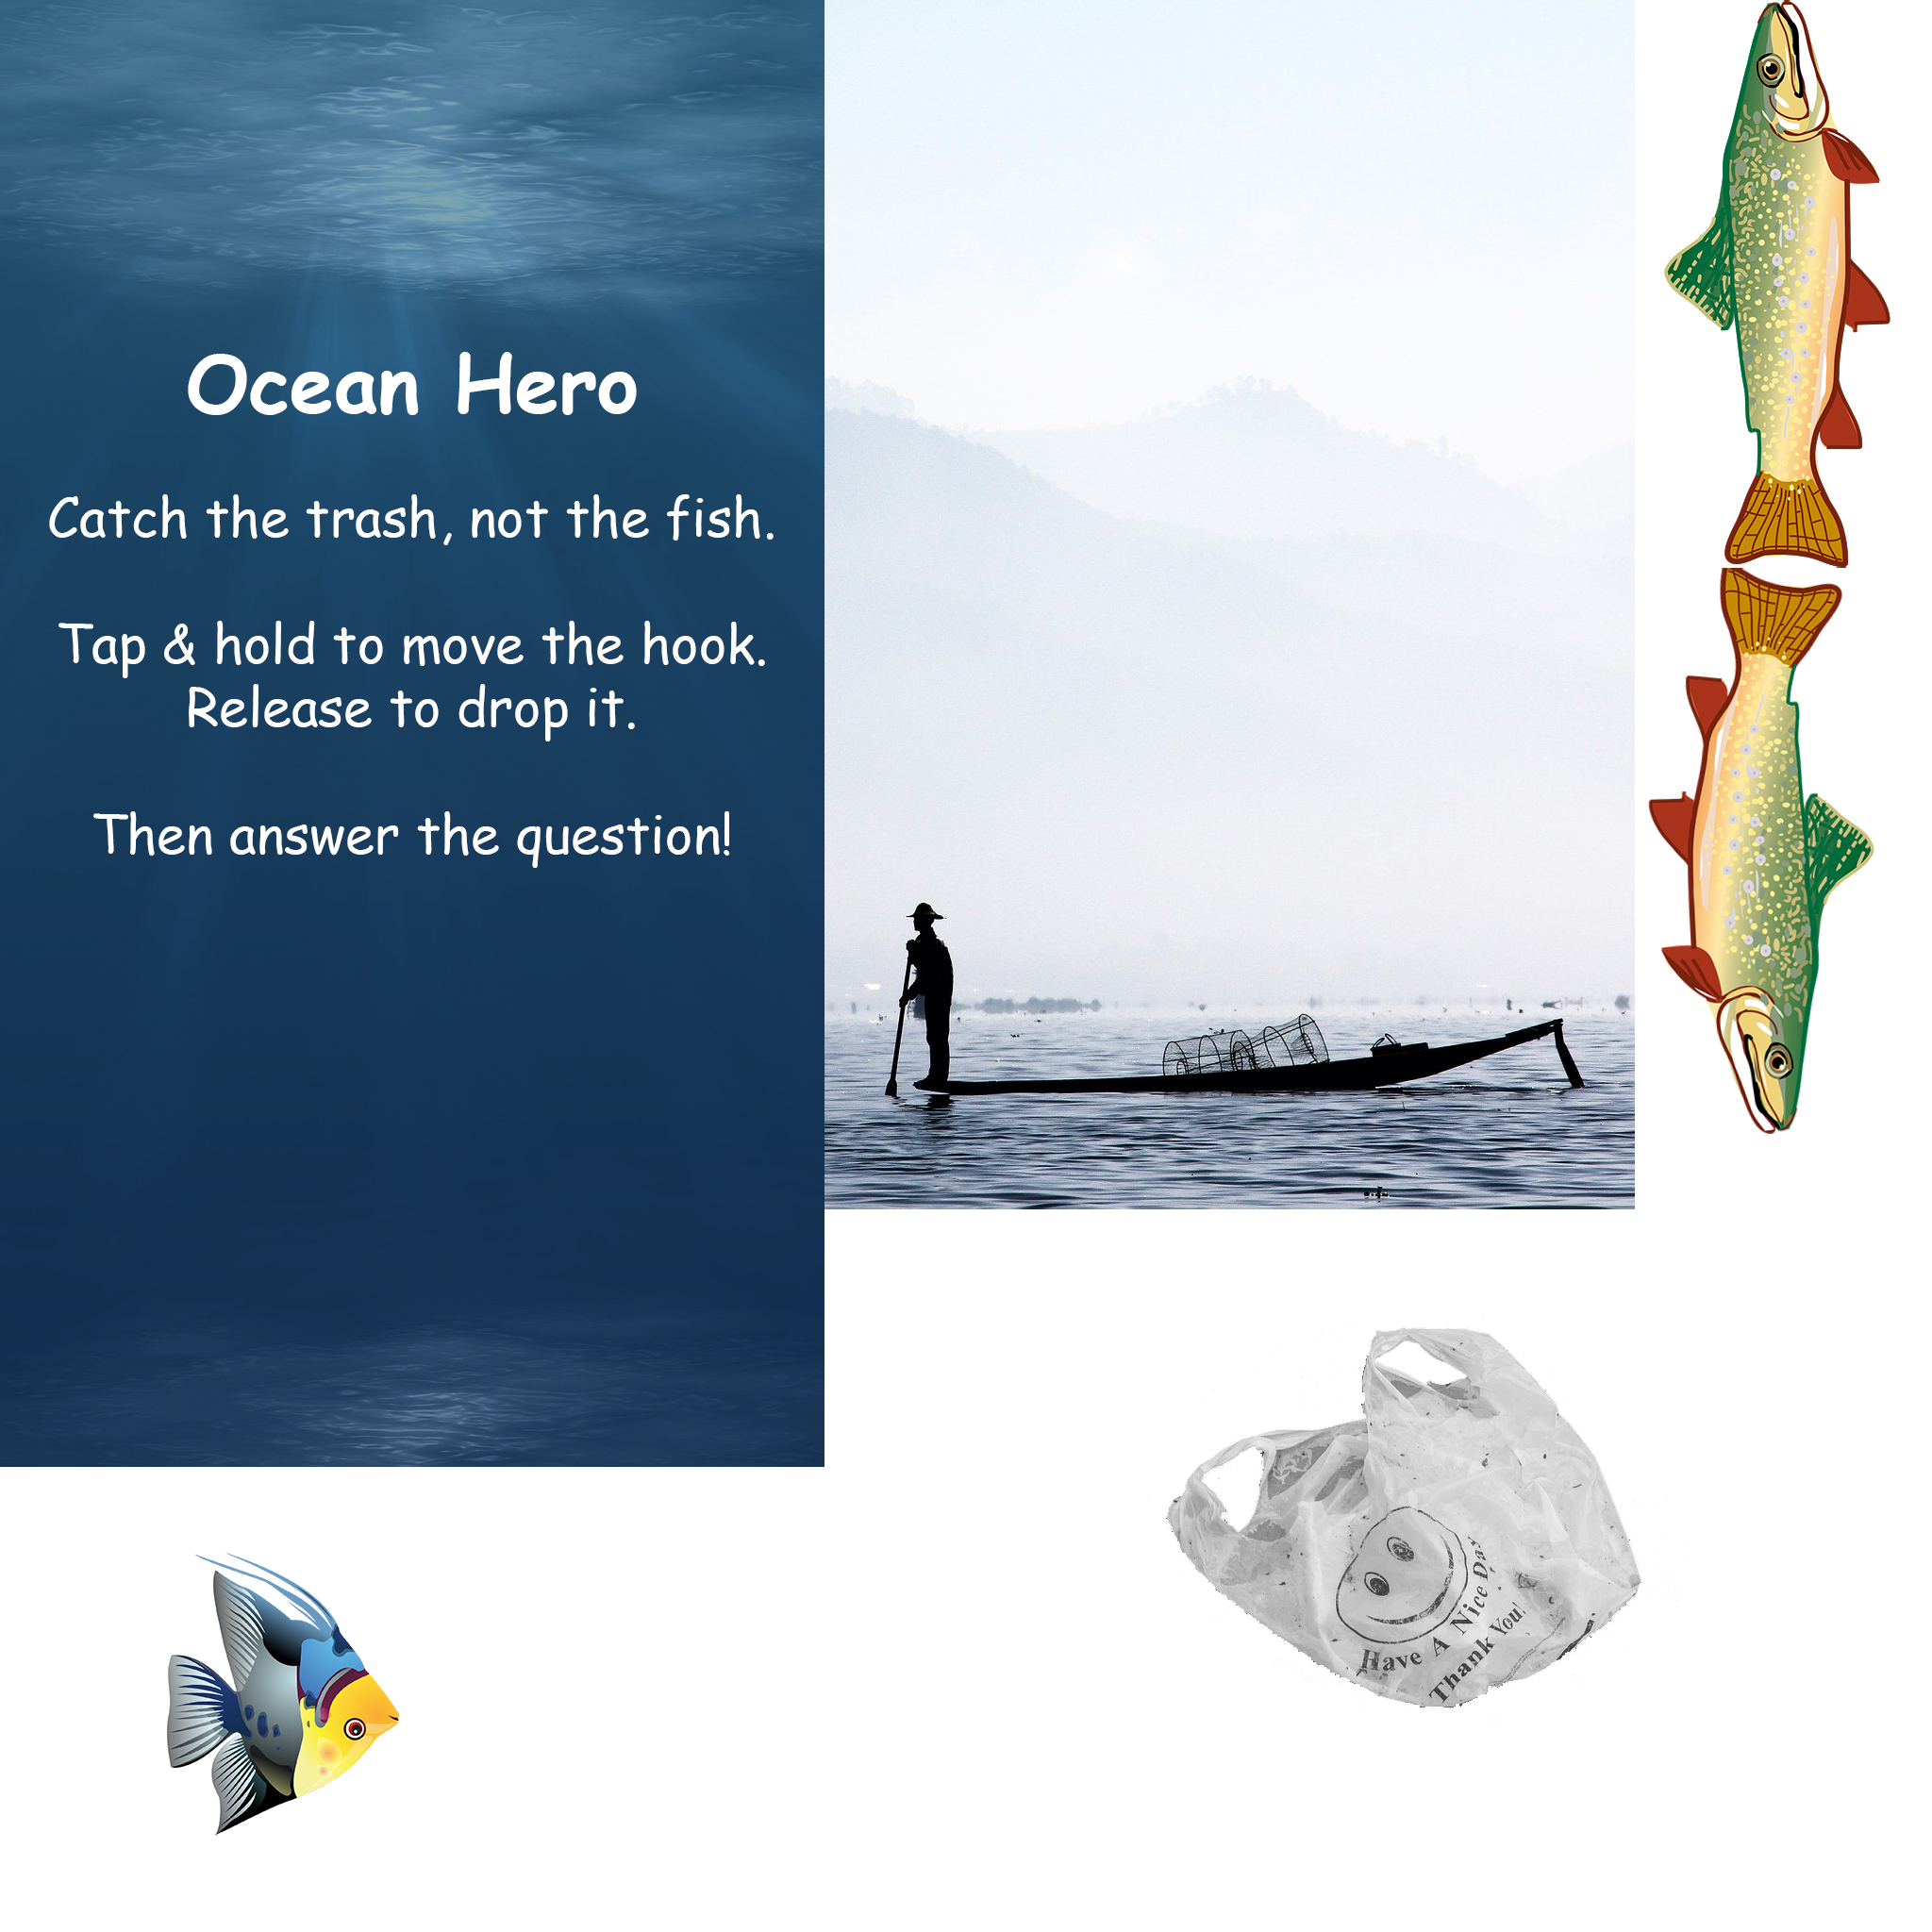 Ocean Hero
Catch the trash, not the fish.
Tap & hold to move the hook.
Release to drop it.
Then answer the question!
Have A Nice Day
Thank You!